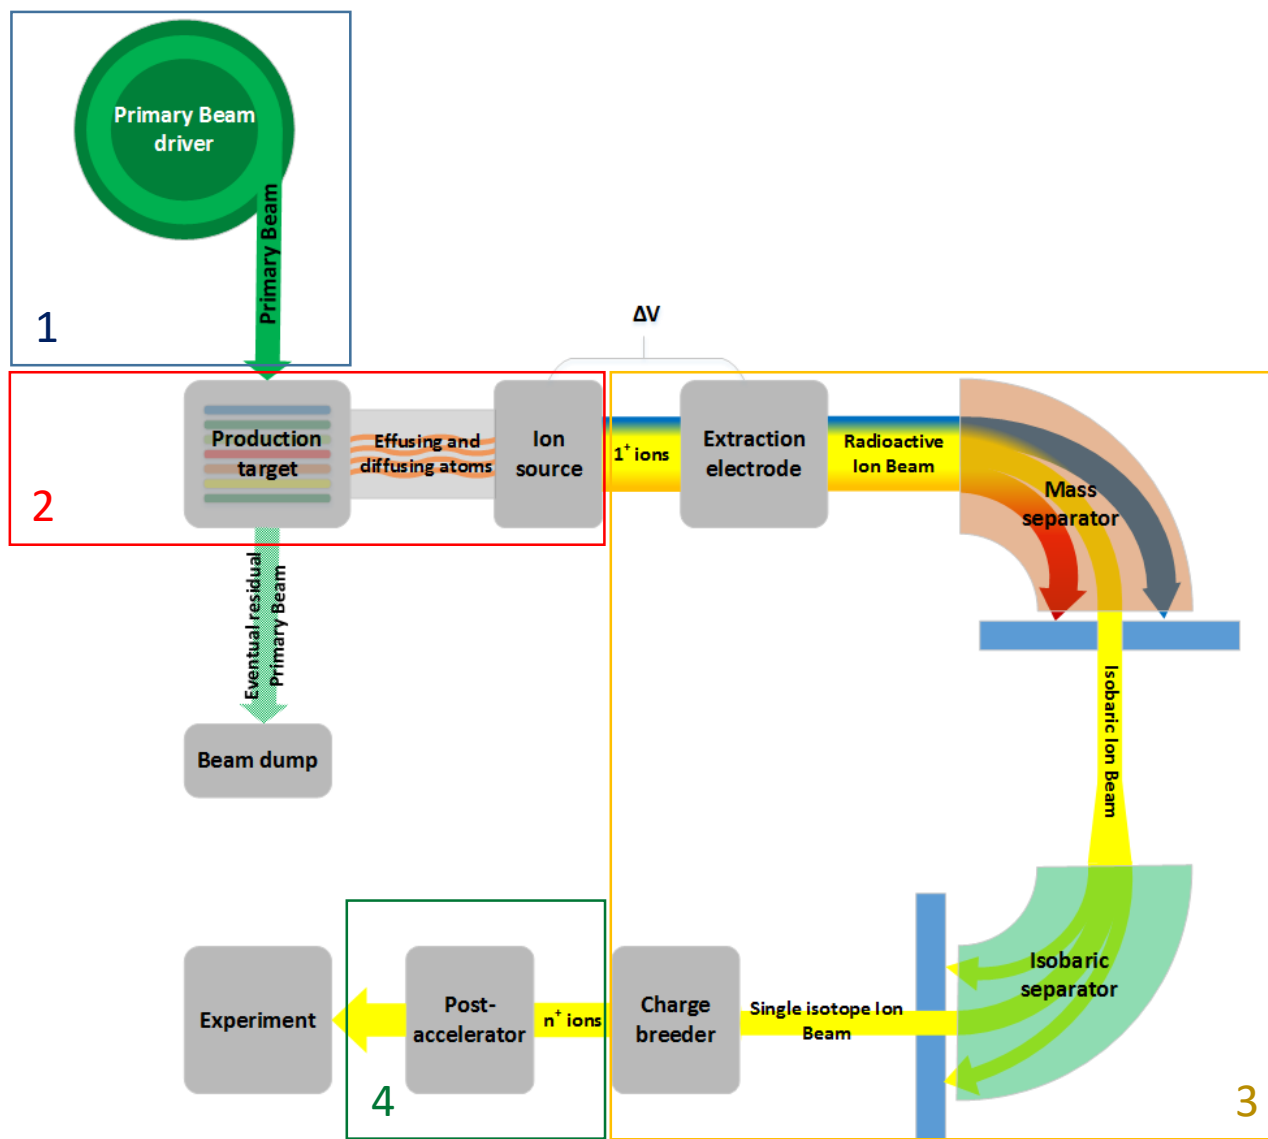 Primary Beam
driver
Primary Beam
1
ΔV
2
Production
target
Effusing and
diffusing atoms
Ion
source
1⁺ ions
Extraction
electrode
Radioactive
Ion Beam
Mass
separator
Eventual residual
Primary Beam
Beam dump
Isobaric Ion Beam
Isobaric
separator
Single isotope Ion
Beam
Charge
breeder
n⁺ ions
Post-
accelerator
Experiment
4
3